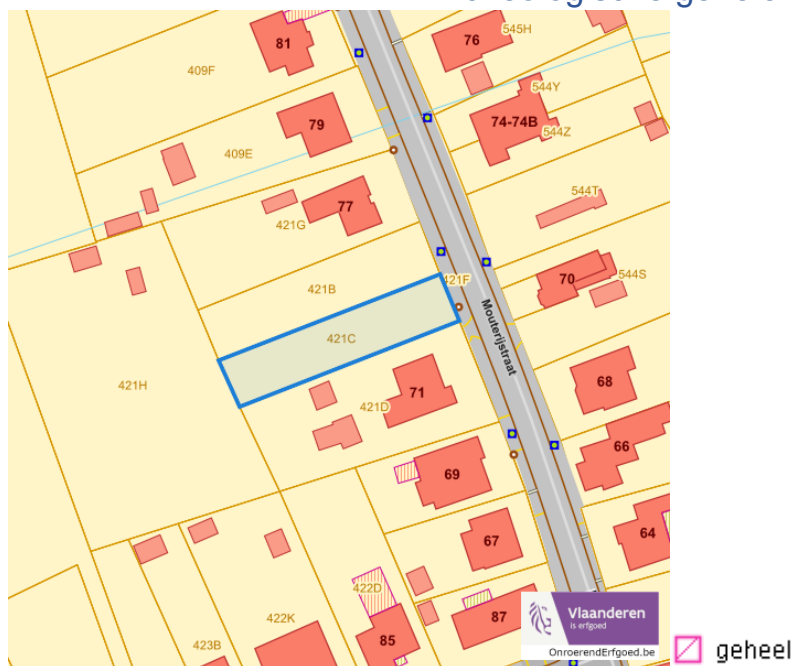 81
76
545H
409F
544Y
79
74-74B
544Z
409E
544T
77
421G
421F
421B
70
544S
Mouterijstraat
421C
421H
68
71
421D
66
69
64
67
422D
Vlaanderen
is erfgoed
OnroerendErfgoed.be
geheel
422K
87
85
423B